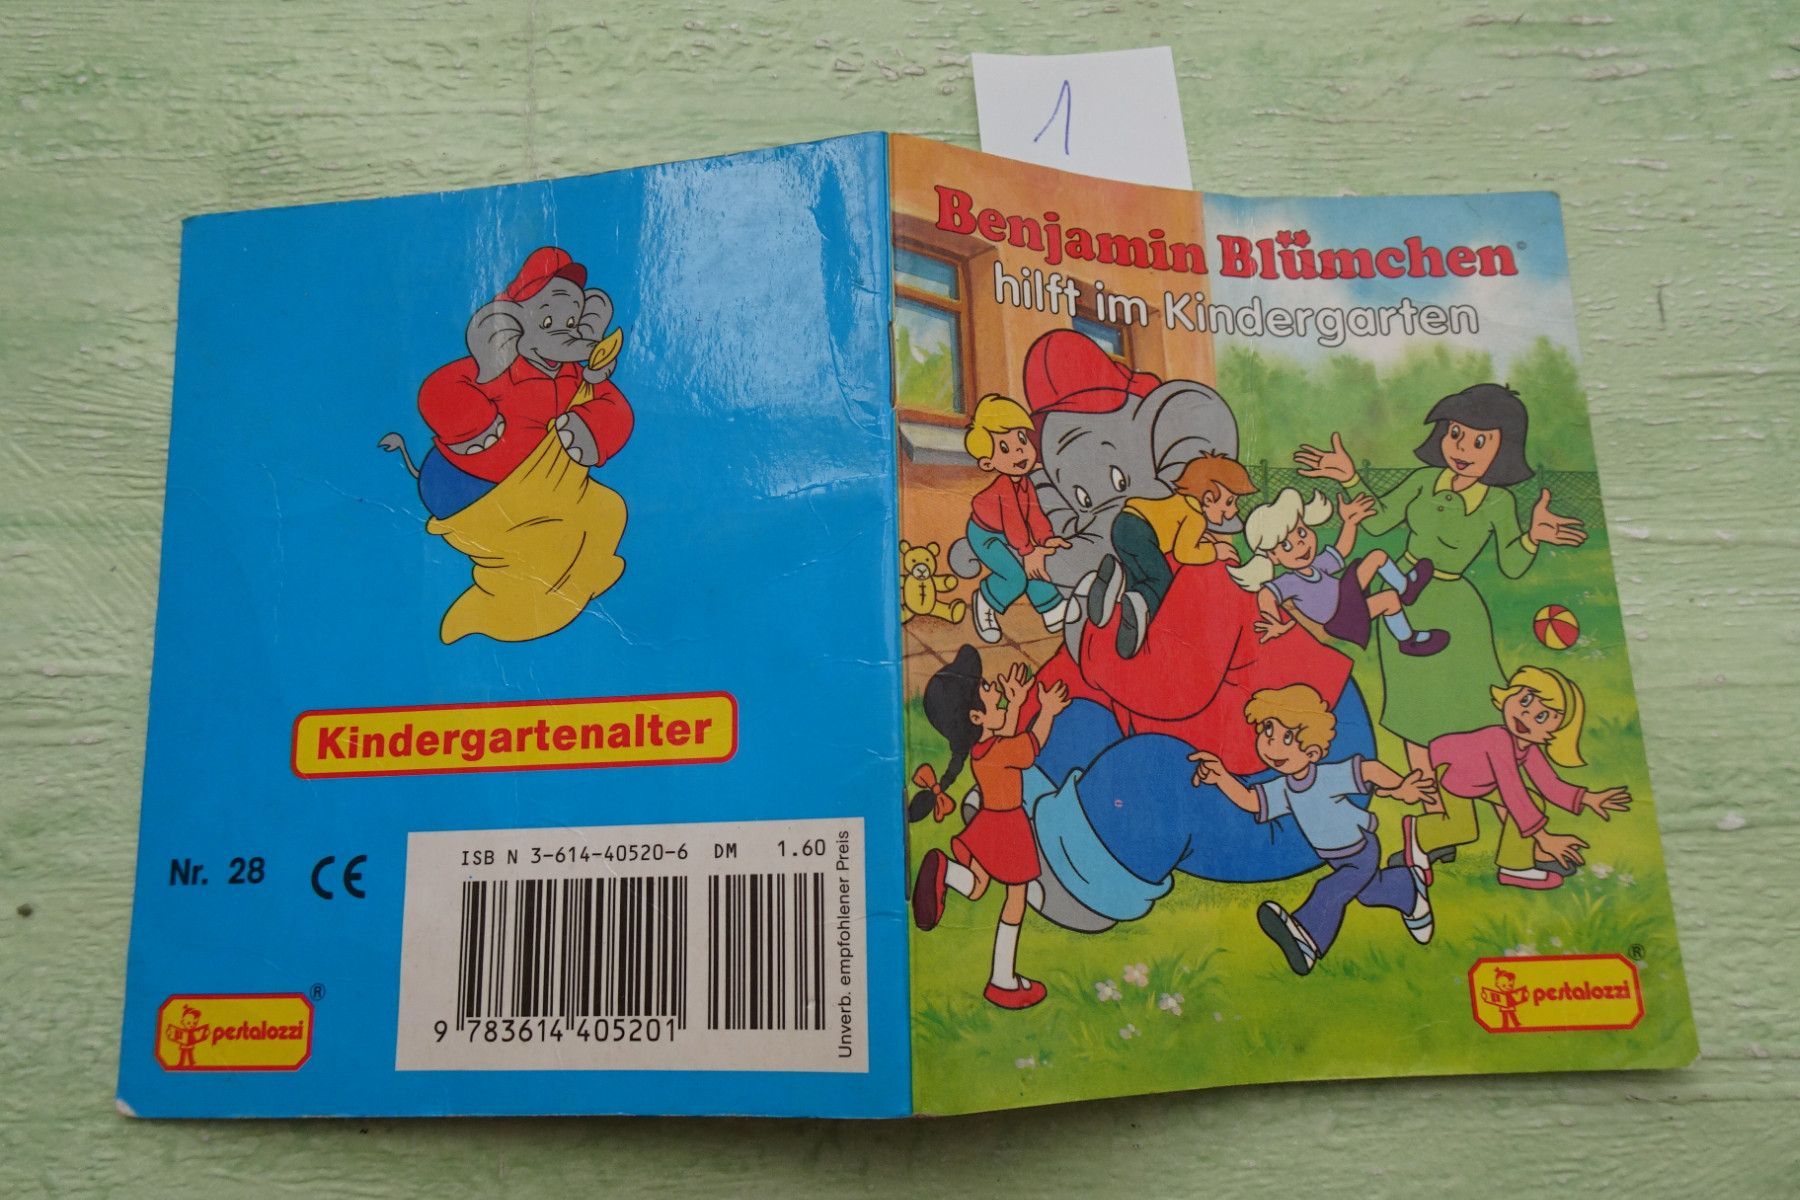 1
Benjamin Blümchen®
hilft im Kindergarten
pestalozzi ®
Kindergartenalter
Nr. 28 CE
ISB N 3-614-40520-6 DM 1.60
9 783614 405201
Unverb. empfohlener Preis
pestalozzi ®